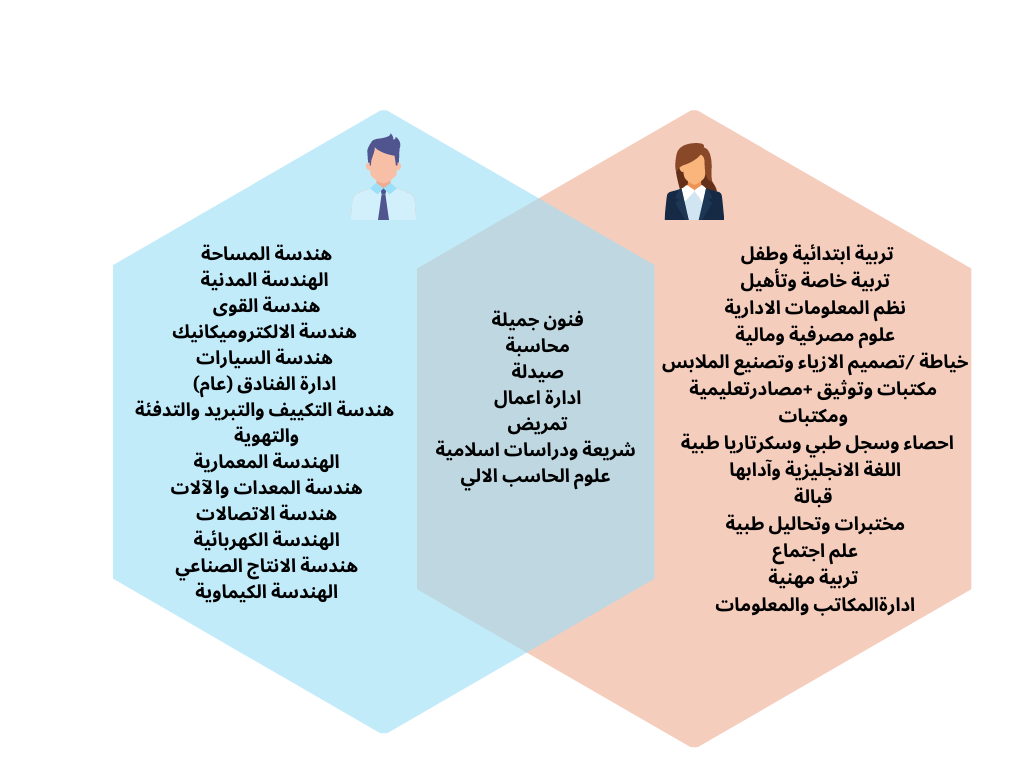 تربية ابتدائية وطفل
تربية خاصة وتأهيل
نظم المعلومات الادارية
علوم مصرفية ومالية
خياطة /تصميم الازياء وتصنيع الملابس
مكتبات وتوثيق +مصادرتعليمية
ومكتبات
احصاء وسجل طبي وسكرتاريا طبية
اللغة الانجليزية وآدابها
قبالة
مختبرات وتحاليل طبية
علم اجتماع
تربية مهنية
ادارةالمكاتب والمعلومات
فنون جميلة
محاسبة
صيدلة
ادارة اعمال
تمريض
شريعة ودراسات اسلامية
علوم الحاسب الالي
هندسة المساحة
الهندسة المدنية
هندسة القوى
هندسة الالكتروميكانيك
هندسة السيارات
ادارة الفنادق (عام)
هندسة التكييف والتبريد والتدفئة
والتهوية
الهندسة المعمارية
هندسة المعدات والآلات
هندسة الاتصالات
الهندسة الكهربائية
هندسة الانتاج الصناعي
الهندسة الكيماوية